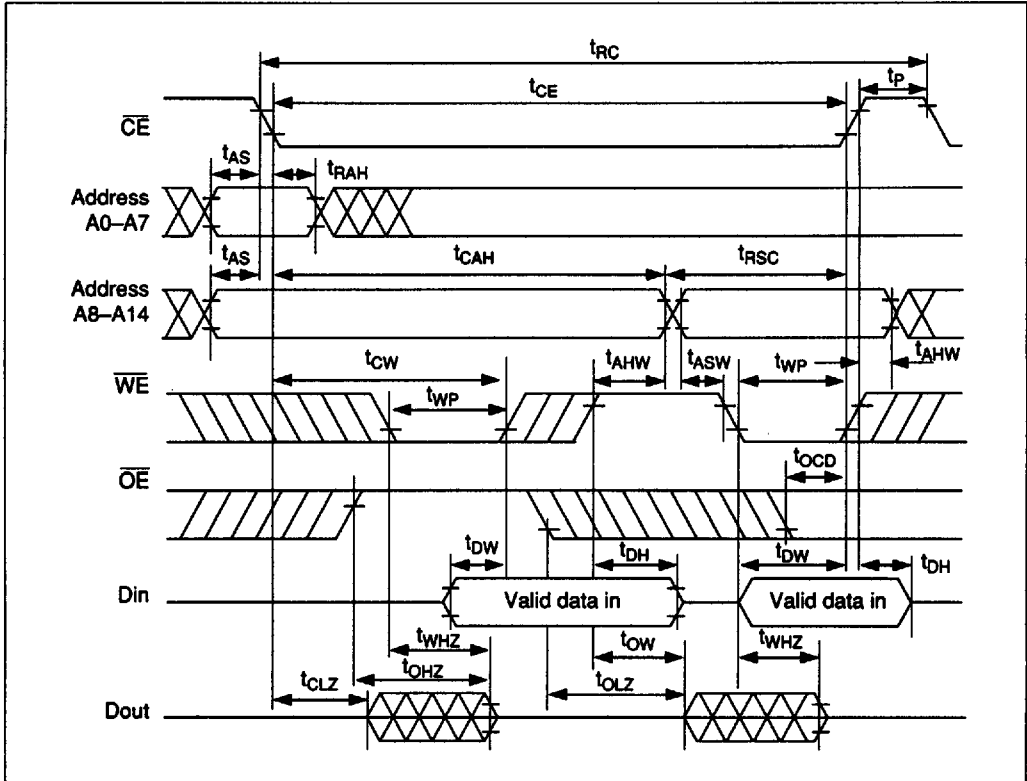 tRC
tCE
tP
CE
tAS
tRAH
Address
A0–A7
tAS
tCAH
tRSC
Address
A8–A14
tCW
tAHW
tASW
tWP
tAHW
WE
tWP
tOCD
OE
tDW
tDH
tDW
tDH
Din
Valid data in
Valid data in
tWHZ
tOW
tWHZ
tOHZ
tCLZ
tOLZ
Dout